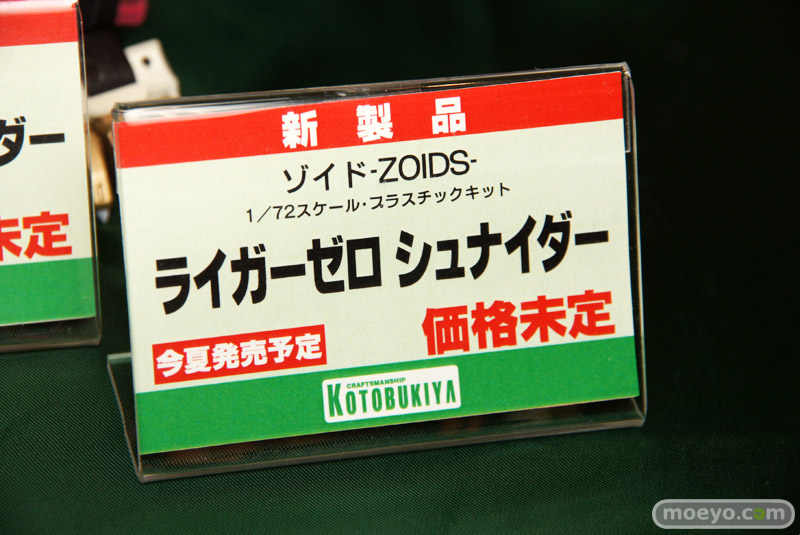 新製品
ゾイド-ZOIDS-
1/72スケール・プラスチックキット
ライガーゼロ シュナイダー
今夏発売予定
価格未定
CRAFTSMANSHIP
KOTOBUKIYA
ダー
未定
moeyo.com